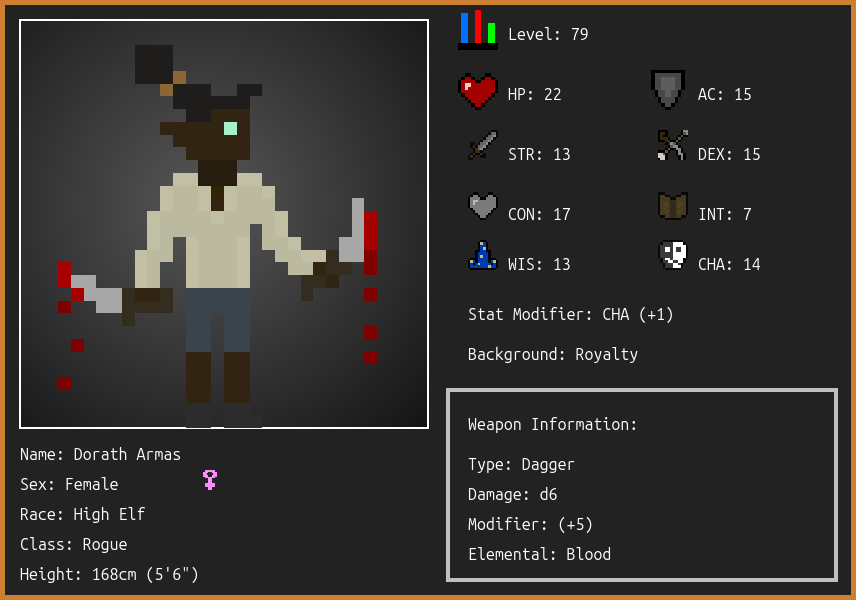 Level: 79
HP: 22
AC: 15
STR: 13
DEX: 15
CON: 17
INT: 7
WIS: 13
CHA: 14
Stat Modifier: CHA (+1)
Background: Royalty
Weapon Information:
Type: Dagger
Damage: d6
Modifier: (+5)
Elemental: Blood
Name: Dorath Armas
Sex: Female
Race: High Elf
Class: Rogue
Height: 168cm (5'6")